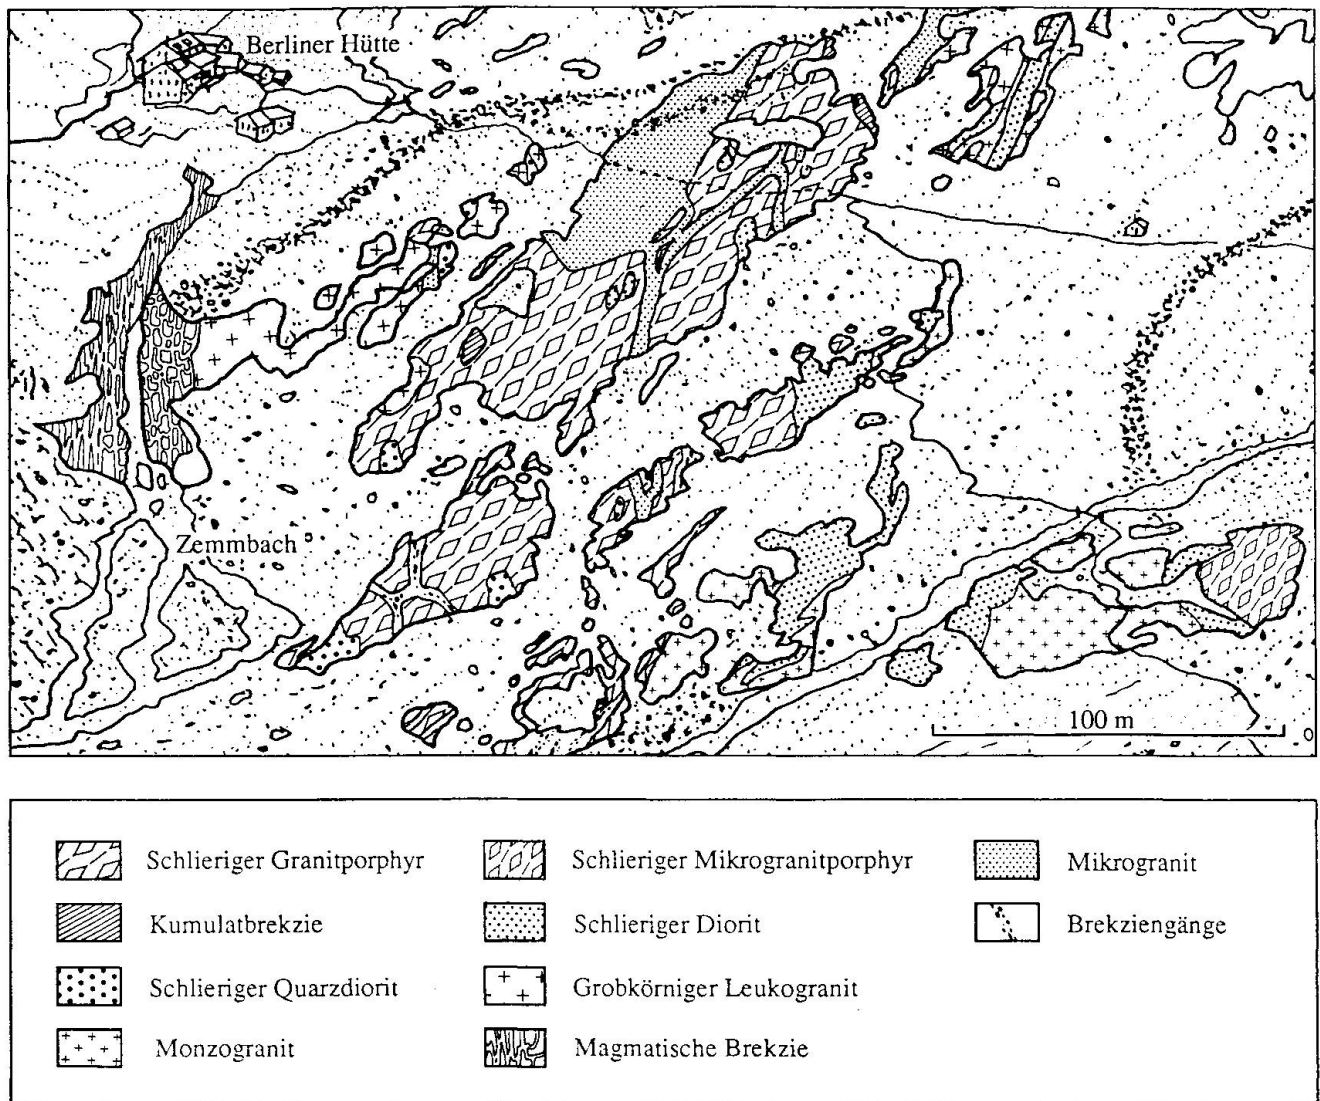 Berliner Hütte
Zemmbach
100 m
Schlieriger Granitporphyr
Schlieriger Mikrogranitporphyr
Mikrogranit
Kumulatbrekzie
Schlieriger Diorit
Brekziengänge
Schlieriger Quarzdiorit
Grobkörniger Leukogranit
Monzogranit
Magmatische Brekzie